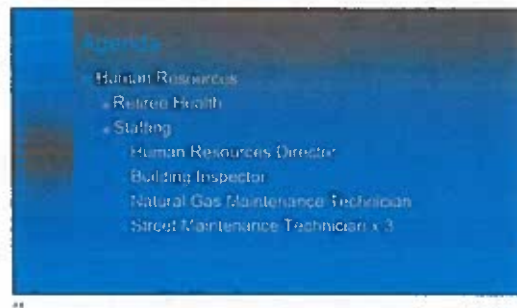 Agenda
Human Resources
Retiree Health
Staffing
Human Resources Director
Building Inspector
Natural Gas Maintenance Technician
Street Maintenance Technician x 3